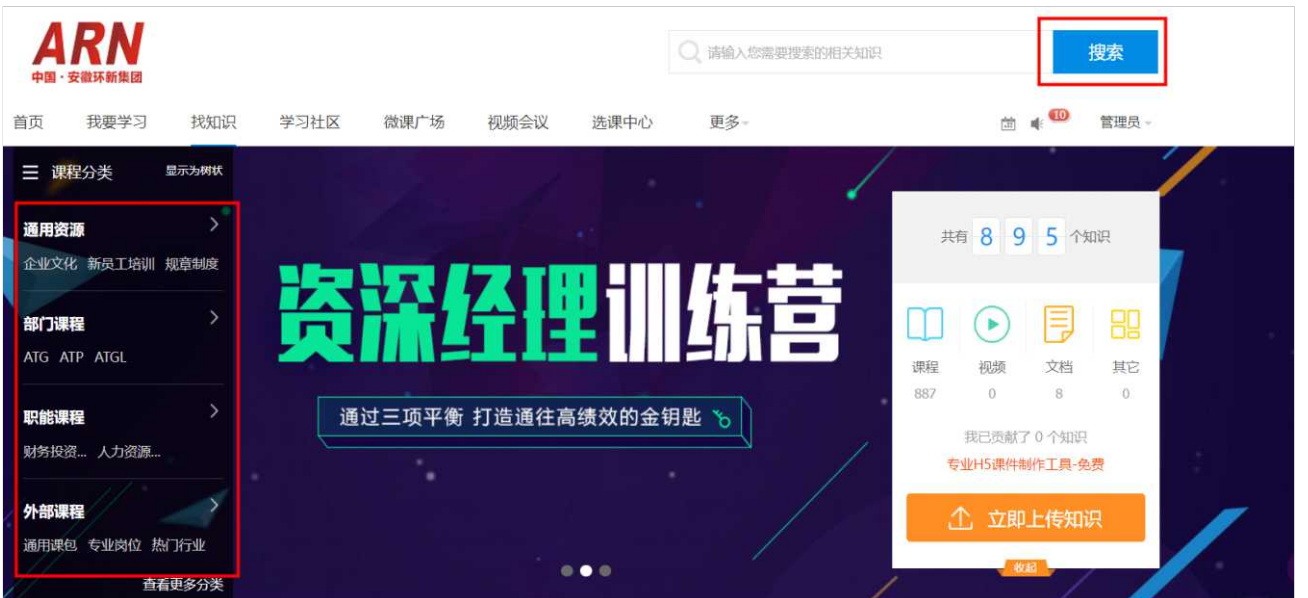 ARN
中国·安徽环新集团
请输入您需要搜索的相关知识
搜索
首页 我要学习 找知识 学习社区 微课广场 视频会议 选课中心 更多 10 管理员
课程分类 显示为树状
通用资源
企业文化 新员工培训 规章制度
部门课程
ATG ATP ATGL
职能课程
财务投资... 人力资源...
外部课程
通用课包 专业岗位 热门行业
查看更多分类
资深经理训练营
通过三项平衡 打造通往高绩效的金钥匙
共有 8 9 5 个知识
课程 视频 文档 其它
887 0 8 0
我已贡献了 0 个知识
专业H5课件制作工具-免费
立即上传知识
收起